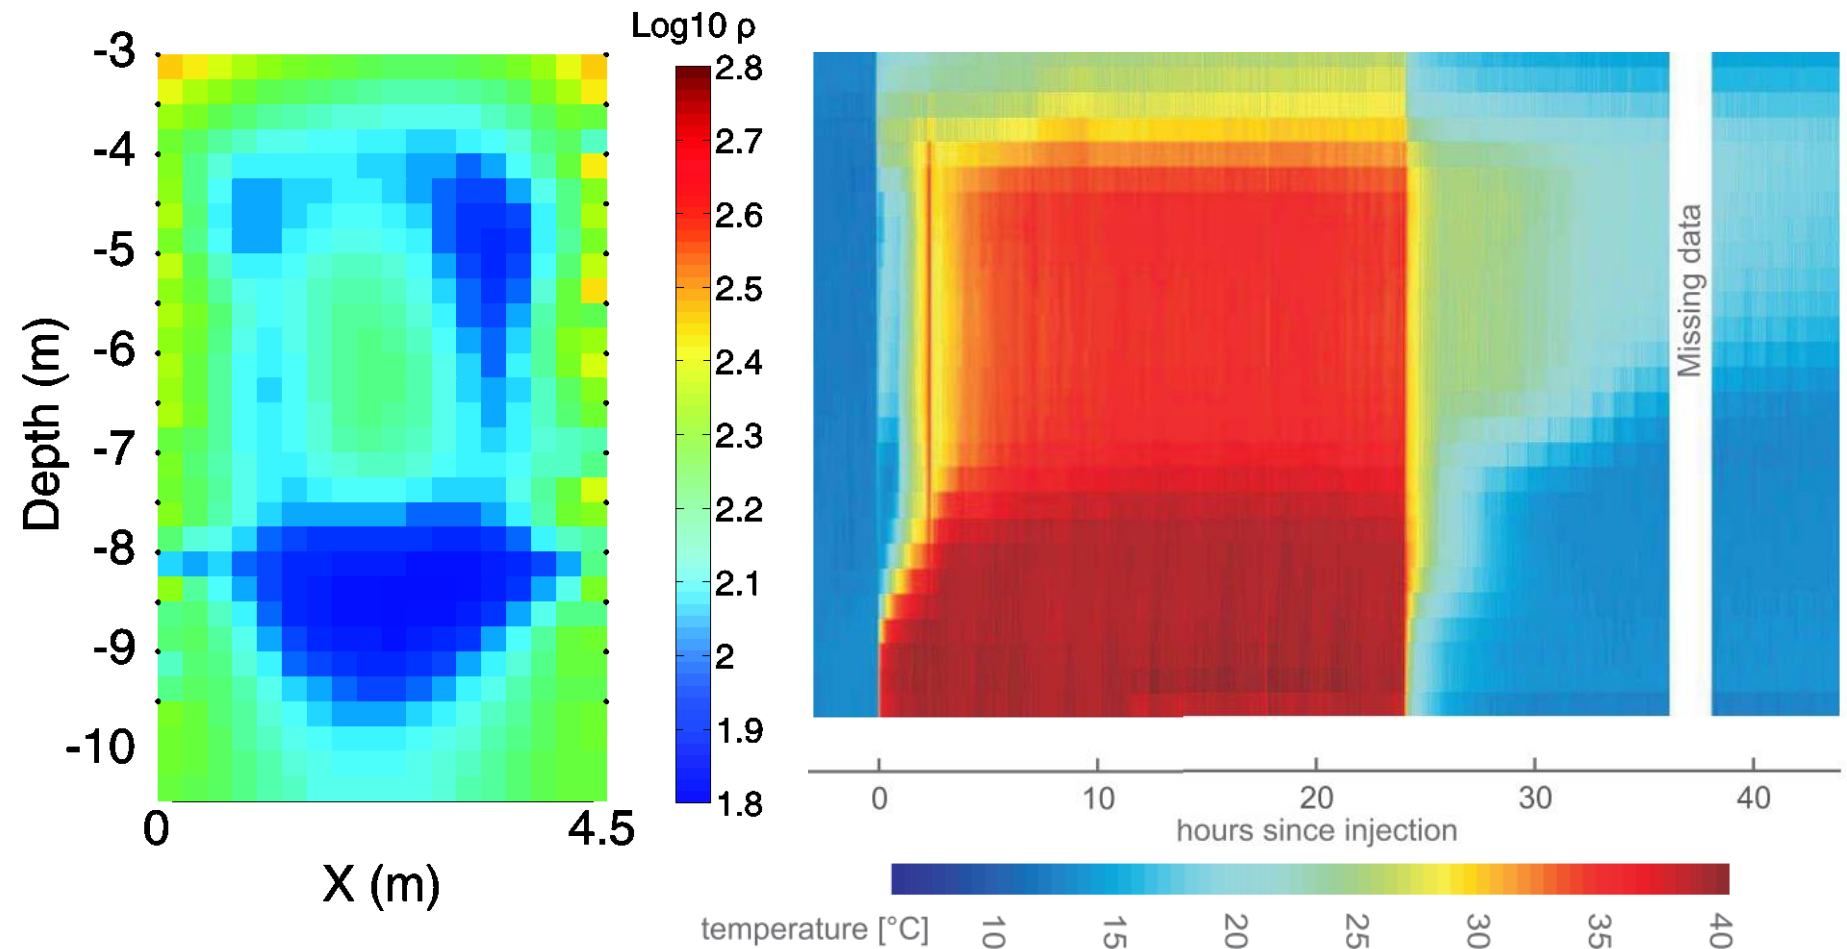 Log10 ρ
-3
-4
-5
-6
-7
-8
-9
-10
Depth (m)
0
4.5
X (m)
2.8
2.7
2.6
2.5
2.4
2.3
2.2
2.1
2
1.9
1.8
Missing data
0 10 20 30 40
hours since injection
temperature [°C]
10 15 20 25 30 35 40